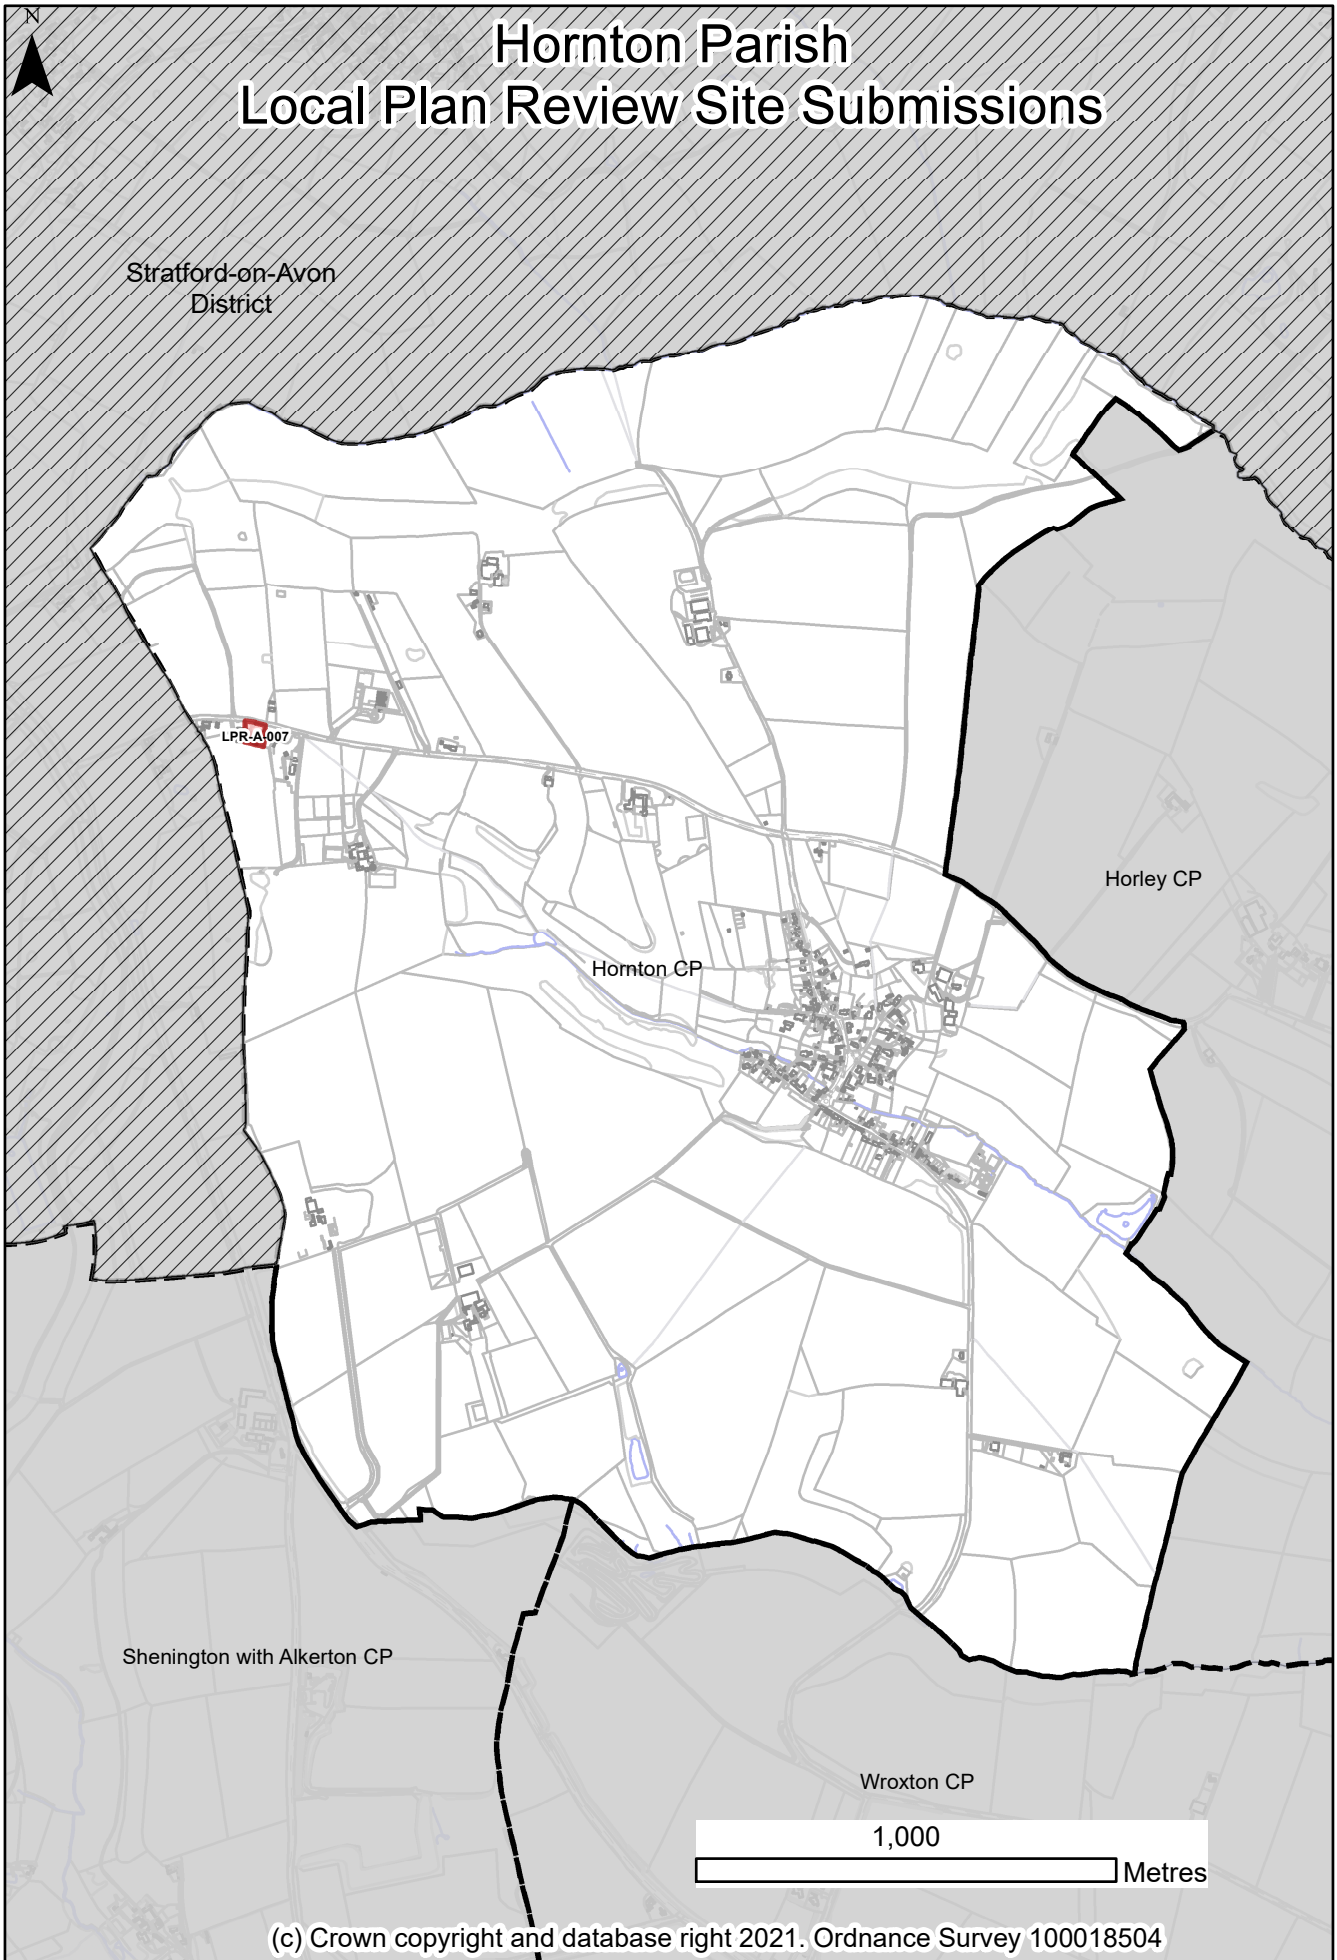 N
Hornton Parish
Local Plan Review Site Submissions
Stratford-on-Avon
District
LPR-A-007
Horley CP
Hornton CP
Shenington with Alkerton CP
Wroxton CP
1,000
Metres
(c) Crown copyright and database right 2021. Ordnance Survey 100018504